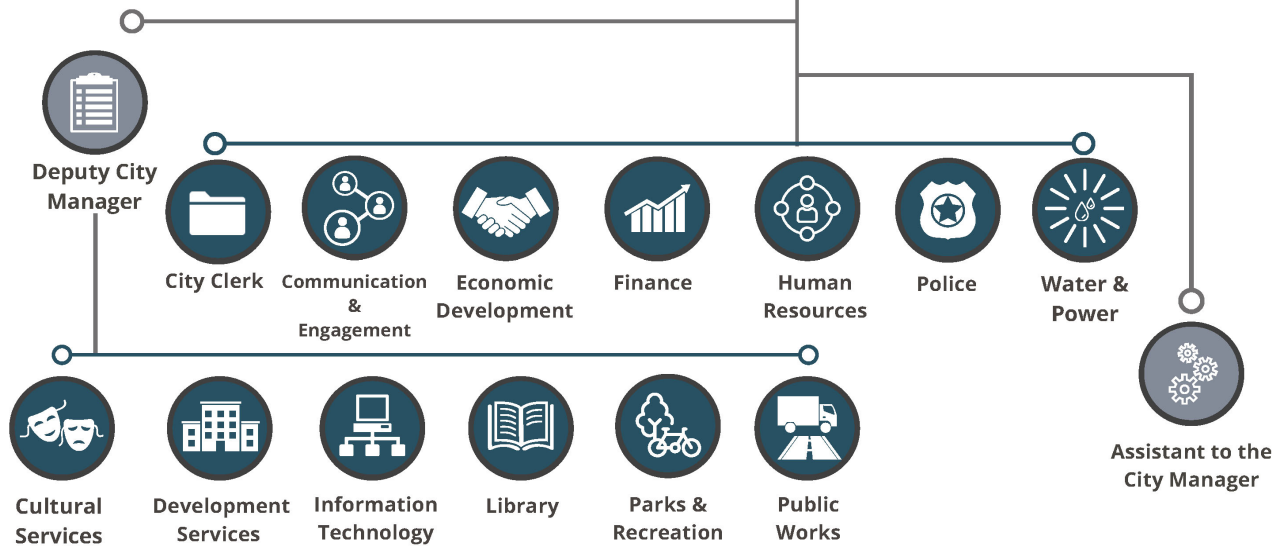 Deputy City
Manager
City Clerk
Communication
&
Engagement
Economic
Development
Finance
Human
Resources
Police
Water &
Power
Assistant to the
City Manager
Cultural
Services
Development
Services
Information
Technology
Library
Parks &
Recreation
Public
Works